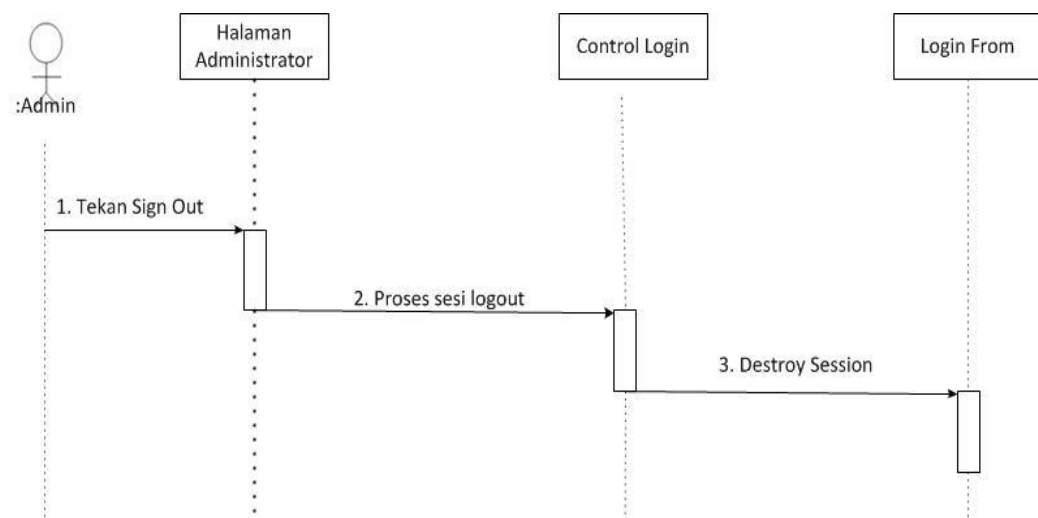 Halaman
Administrator
Control Login
Login From
:Admin
1. Tekan Sign Out
2. Proses sesi logout
3. Destroy Session